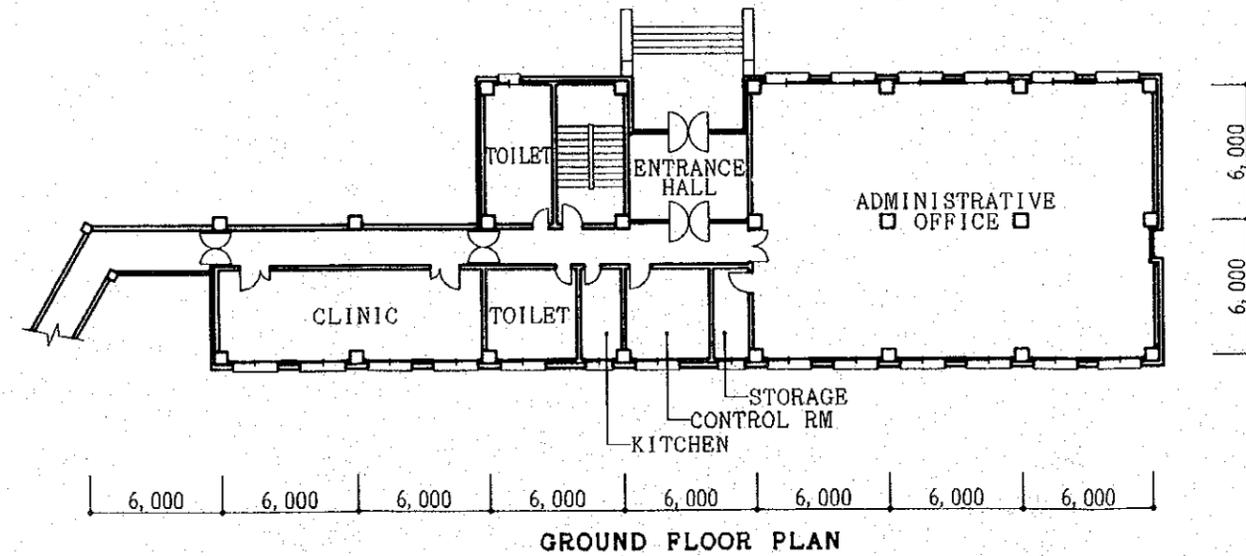 TOILET
ENTRANCE
HALL
ADMINISTRATIVE
OFFICE
6,000
6,000
CLINIC
TOILET
STORAGE
CONTROL RM
KITCHEN
6,000
6,000
6,000
6,000
6,000
6,000
6,000
6,000
GROUND FLOOR PLAN